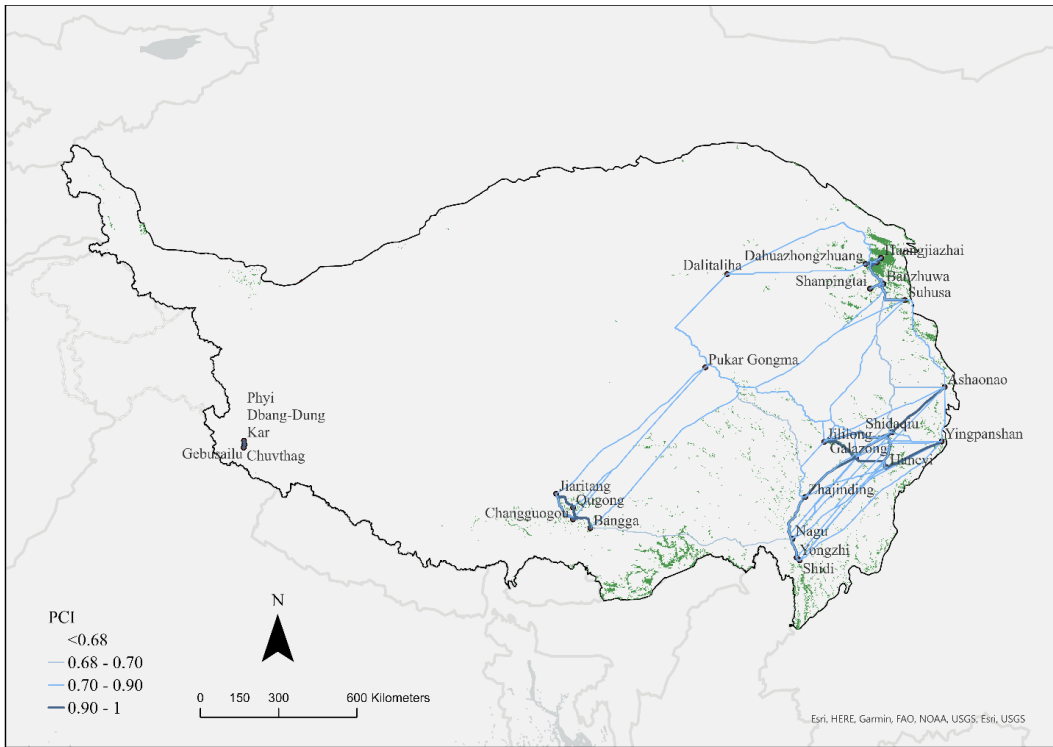 Huangjiazhai
Dahuazhongzhuang
Dalitaliha
Banzhuwa
Shanpingtai
Suhusa
Pukar Gongma
Ashaonao
Phyi
Dbang-Dung
Kar
Gebusailu
Chuvthag
Shidaqiu
Jililong
Yingpanshan
Galazong
Haneyi
Jiaritang
Zhajinding
Qugong
Changguogou
Bangga
Nagu
Yongzhi
Shidi
PCI
<0.68
0.68 - 0.70
0.70 - 0.90
0.90 - 1
N
0 150 300 600 Kilometers
Esri, HERE, Garmin, FAO, NOAA, USGS, Esri, USGS